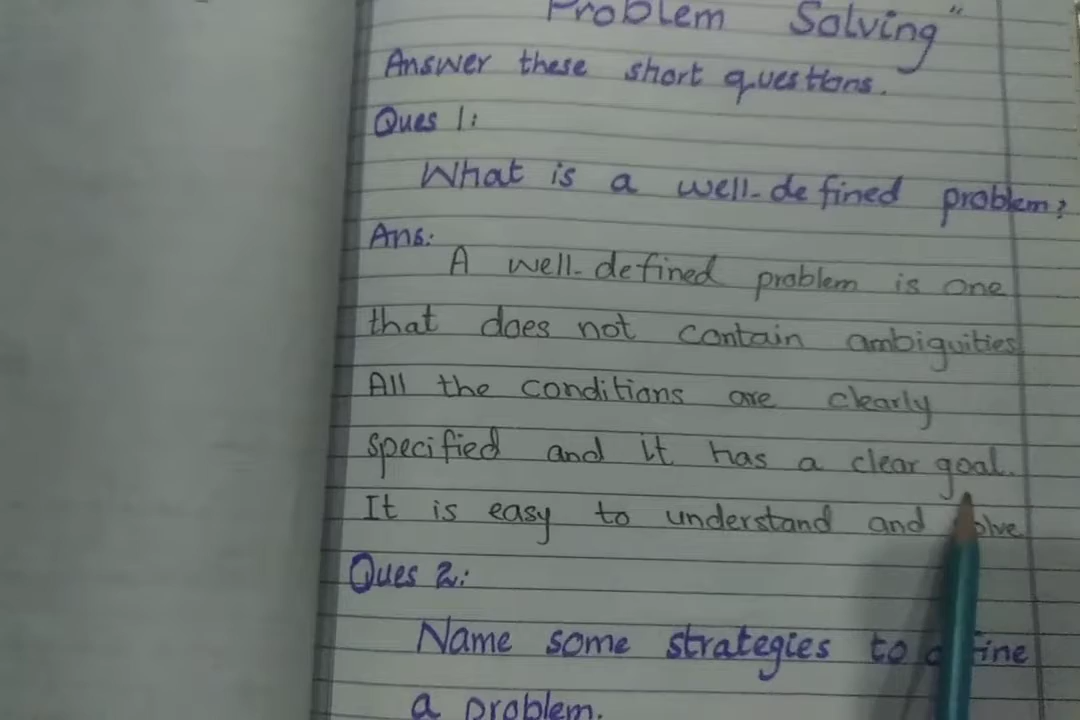 Problem Solving"
Answer these short questions.
Ques 1:
What is a well-defined problem?
Ans:
A well-defined problem is one
that does not contain ambiguities
All the conditions are clearly
specified and it has a clear goal.
It is easy to understand and
Ques 2:
Name some strategies to
a problem.